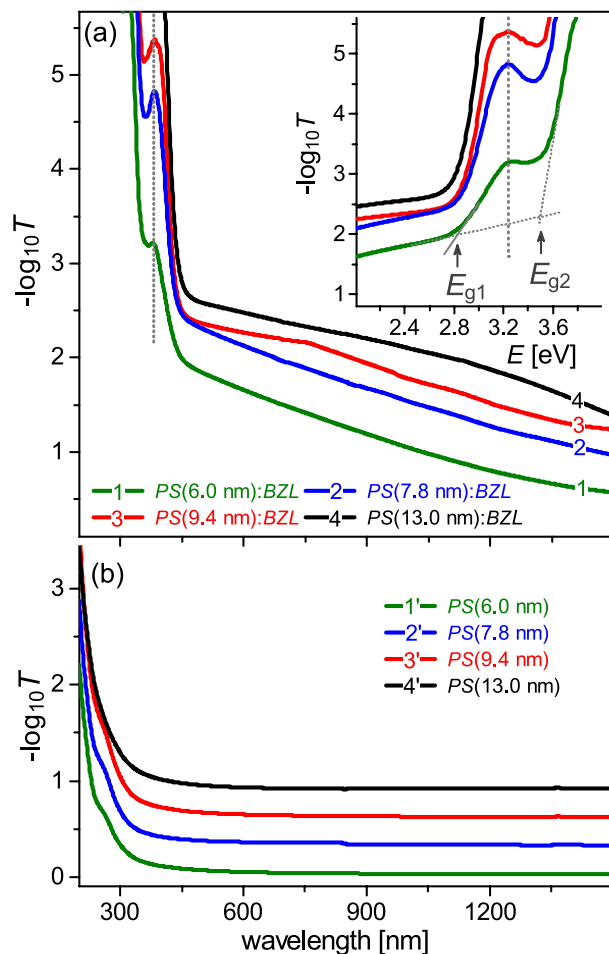 (a)
-log10T
5
4
3
2
1
-log10T
5
4
3
2
1
2.4 2.8 3.2 3.6
E [eV]
Eg1
Eg2
4
3
2
1
1 PS(6.0 nm):BZL 2 PS(7.8 nm):BZL
3 PS(9.4 nm):BZL 4 PS(13.0 nm):BZL
(b)
-log10T
3
2
1
0
1' PS(6.0 nm)
2' PS(7.8 nm)
3' PS(9.4 nm)
4' PS(13.0 nm)
300 600 900 1200
wavelength [nm]